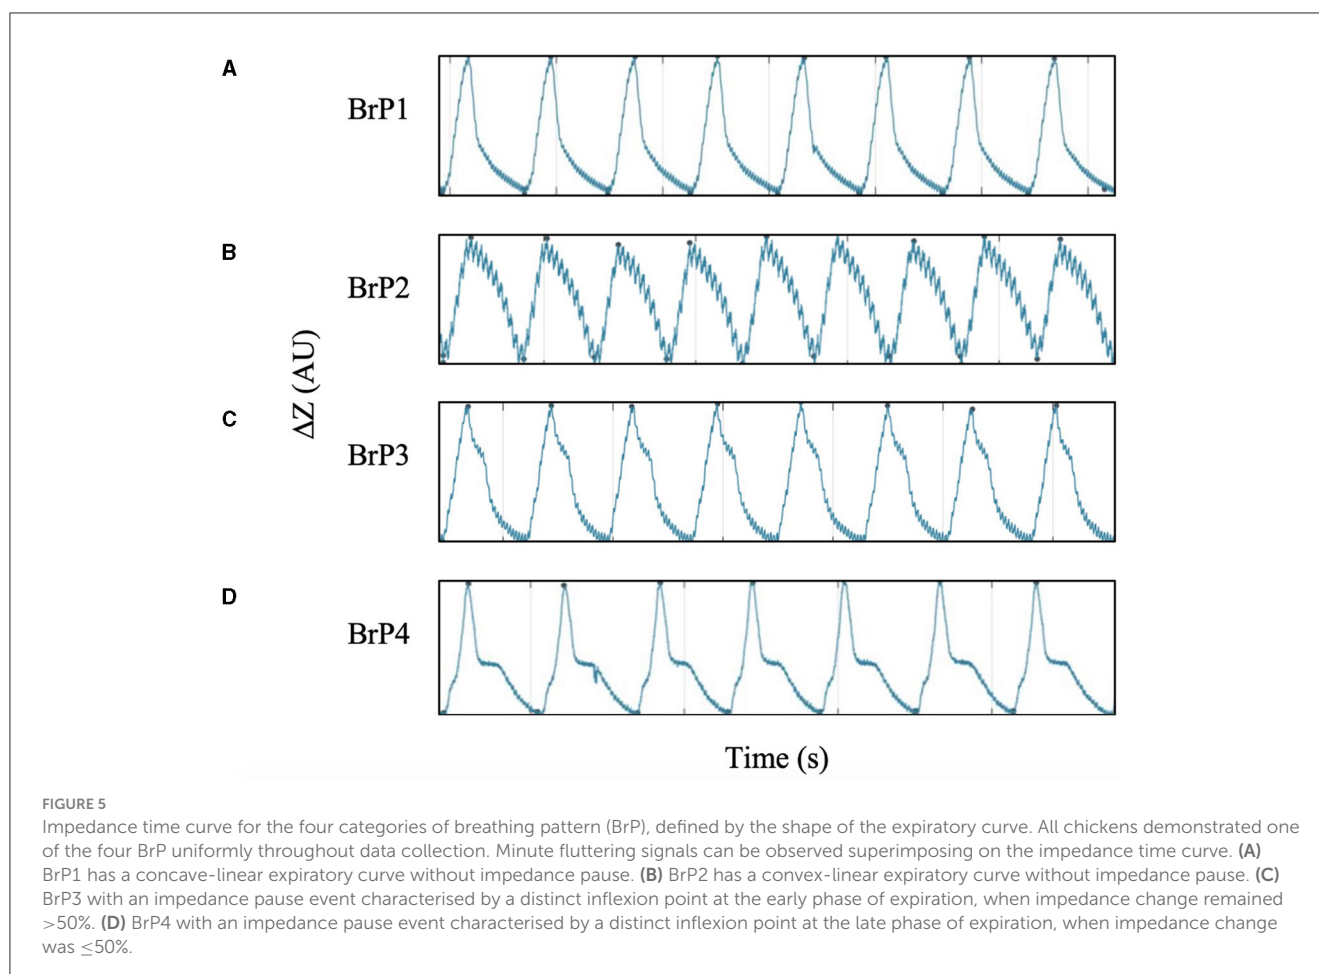 A
BrP1
B
BrP2
ΔZ (AU)
C
BrP3
D
BrP4
Time (s)
FIGURE 5
Impedance time curve for the four categories of breathing pattern (BrP), defined by the shape of the expiratory curve. All chickens demonstrated one
of the four BrP uniformly throughout data collection. Minute fluttering signals can be observed superimposing on the impedance time curve. (A)
BrP1 has a concave-linear expiratory curve without impedance pause. (B) BrP2 has a convex-linear expiratory curve without impedance pause. (C)
BrP3 with an impedance pause event characterised by a distinct inflexion point at the early phase of expiration, when impedance change remained
>50%. (D) BrP4 with an impedance pause event characterised by a distinct inflexion point at the late phase of expiration, when impedance change
was ≤50%.